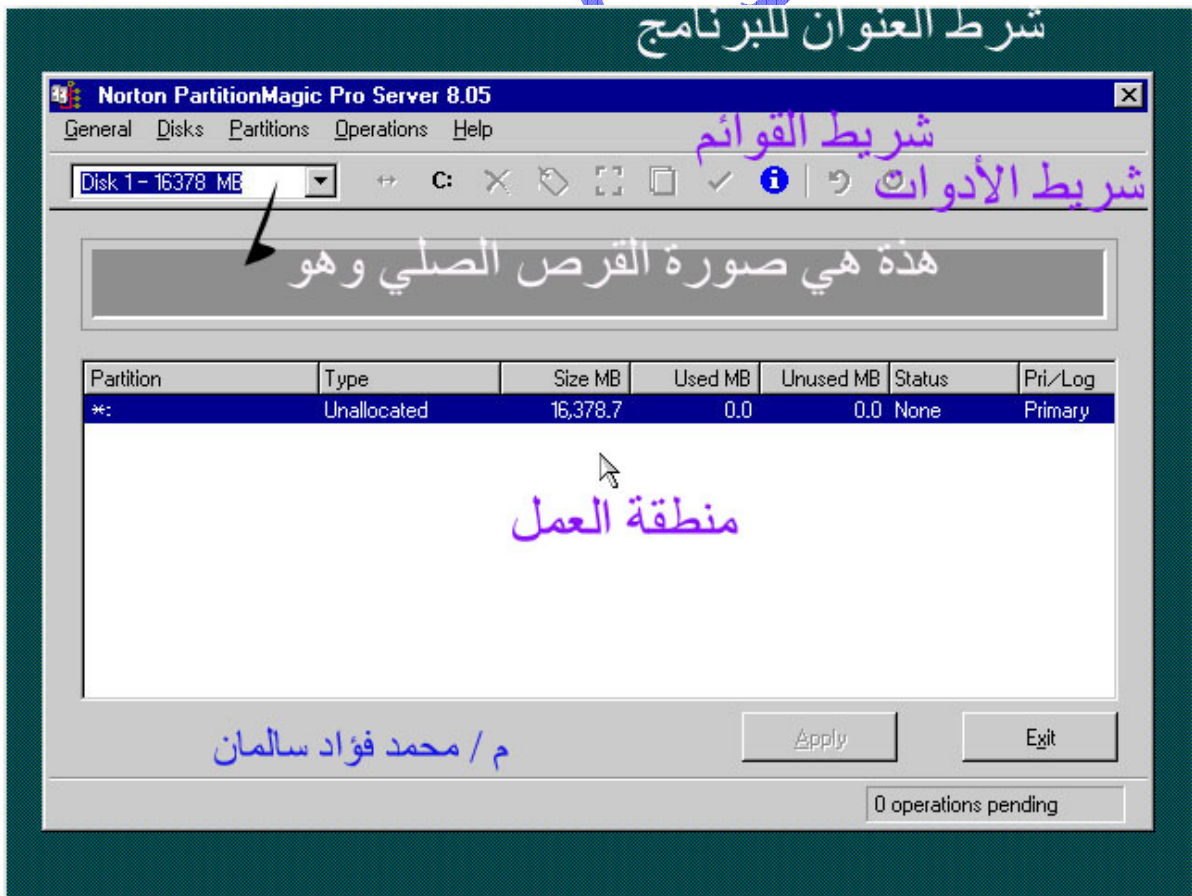 شرط العنوان للبرنامج
Norton PartitionMagic Pro Server 8.05
General Disks Partitions Operations Help
شريط القوائم
Disk 1 - 16378 MB
C:
شريط الأدوات
هذة هي صورة القرص الصلي وهو
Partition Type Size MB Used MB Unused MB Status Pri/Log
*: Unallocated 16,378.7 0.0 0.0 None Primary
منطقة العمل
م / محمد فؤاد سالمان
Apply Exit
0 operations pending